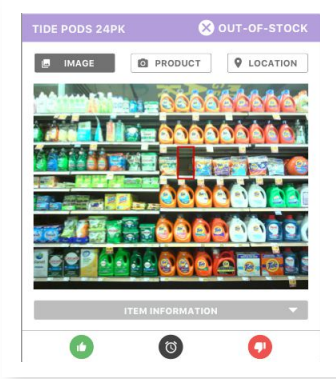 TIDE PODS 24PK
OUT-OF-STOCK
IMAGE
PRODUCT
LOCATION
ITEM INFORMATION